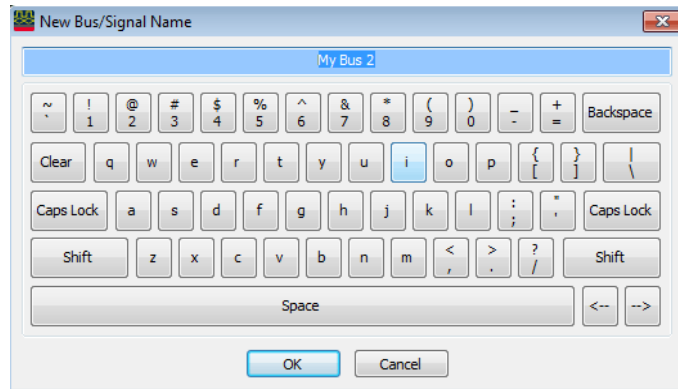 New Bus/Signal Name
My Bus 2
~ ! @ # $ % ^ & * ( ) _ +
` 1 2 3 4 5 6 7 8 9 0 - = Backspace
Clear q w e r t y u i o p { } |
[ ] \
Caps Lock a s d f g h j k l : " Caps Lock
; '
Shift z x c v b n m < > ? Shift
, . /
Space <-- -->
OK Cancel